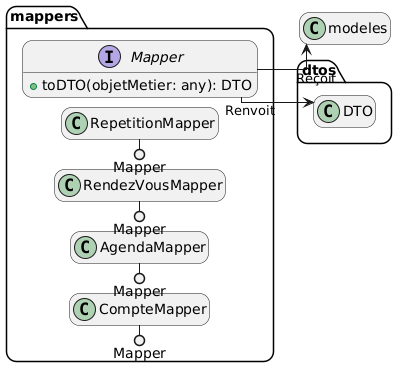 mappers
I Mapper
toDTO(objetMetier: any): DTO
C modeles
Reçoit
dtos
Renvoit
C DTO
C RepetitionMapper
Mapper
C RendezVousMapper
Mapper
C AgendaMapper
Mapper
C CompteMapper
Mapper